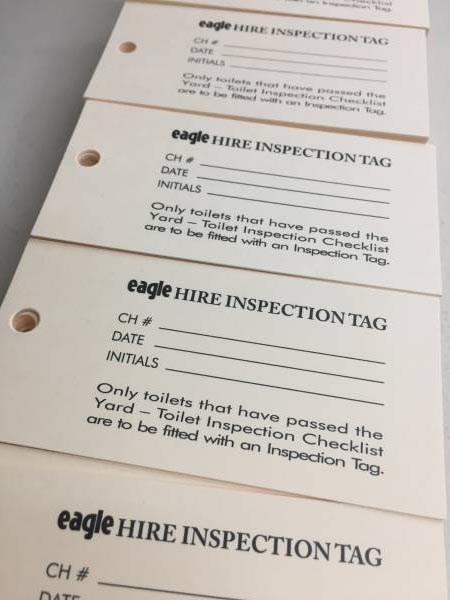 an Inspection Tag.
eagle HIRE INSPECTION TAG
CH #
DATE
INITIALS
Only toilets that have passed the
Yard – Toilet Inspection Checklist
are to be fitted with an Inspection Tag.
eagle HIRE INSPECTION TAG
CH #
DATE
INITIALS
Only toilets that have passed the
Yard – Toilet Inspection Checklist
are to be fitted with an Inspection Tag.
eagle HIRE INSPECTION TAG
CH #
DATE
INITIALS
Only toilets that have passed the
Yard – Toilet Inspection Checklist
are to be fitted with an Inspection Tag.
eagle HIRE INSPECTION TAG
CH #
DATE